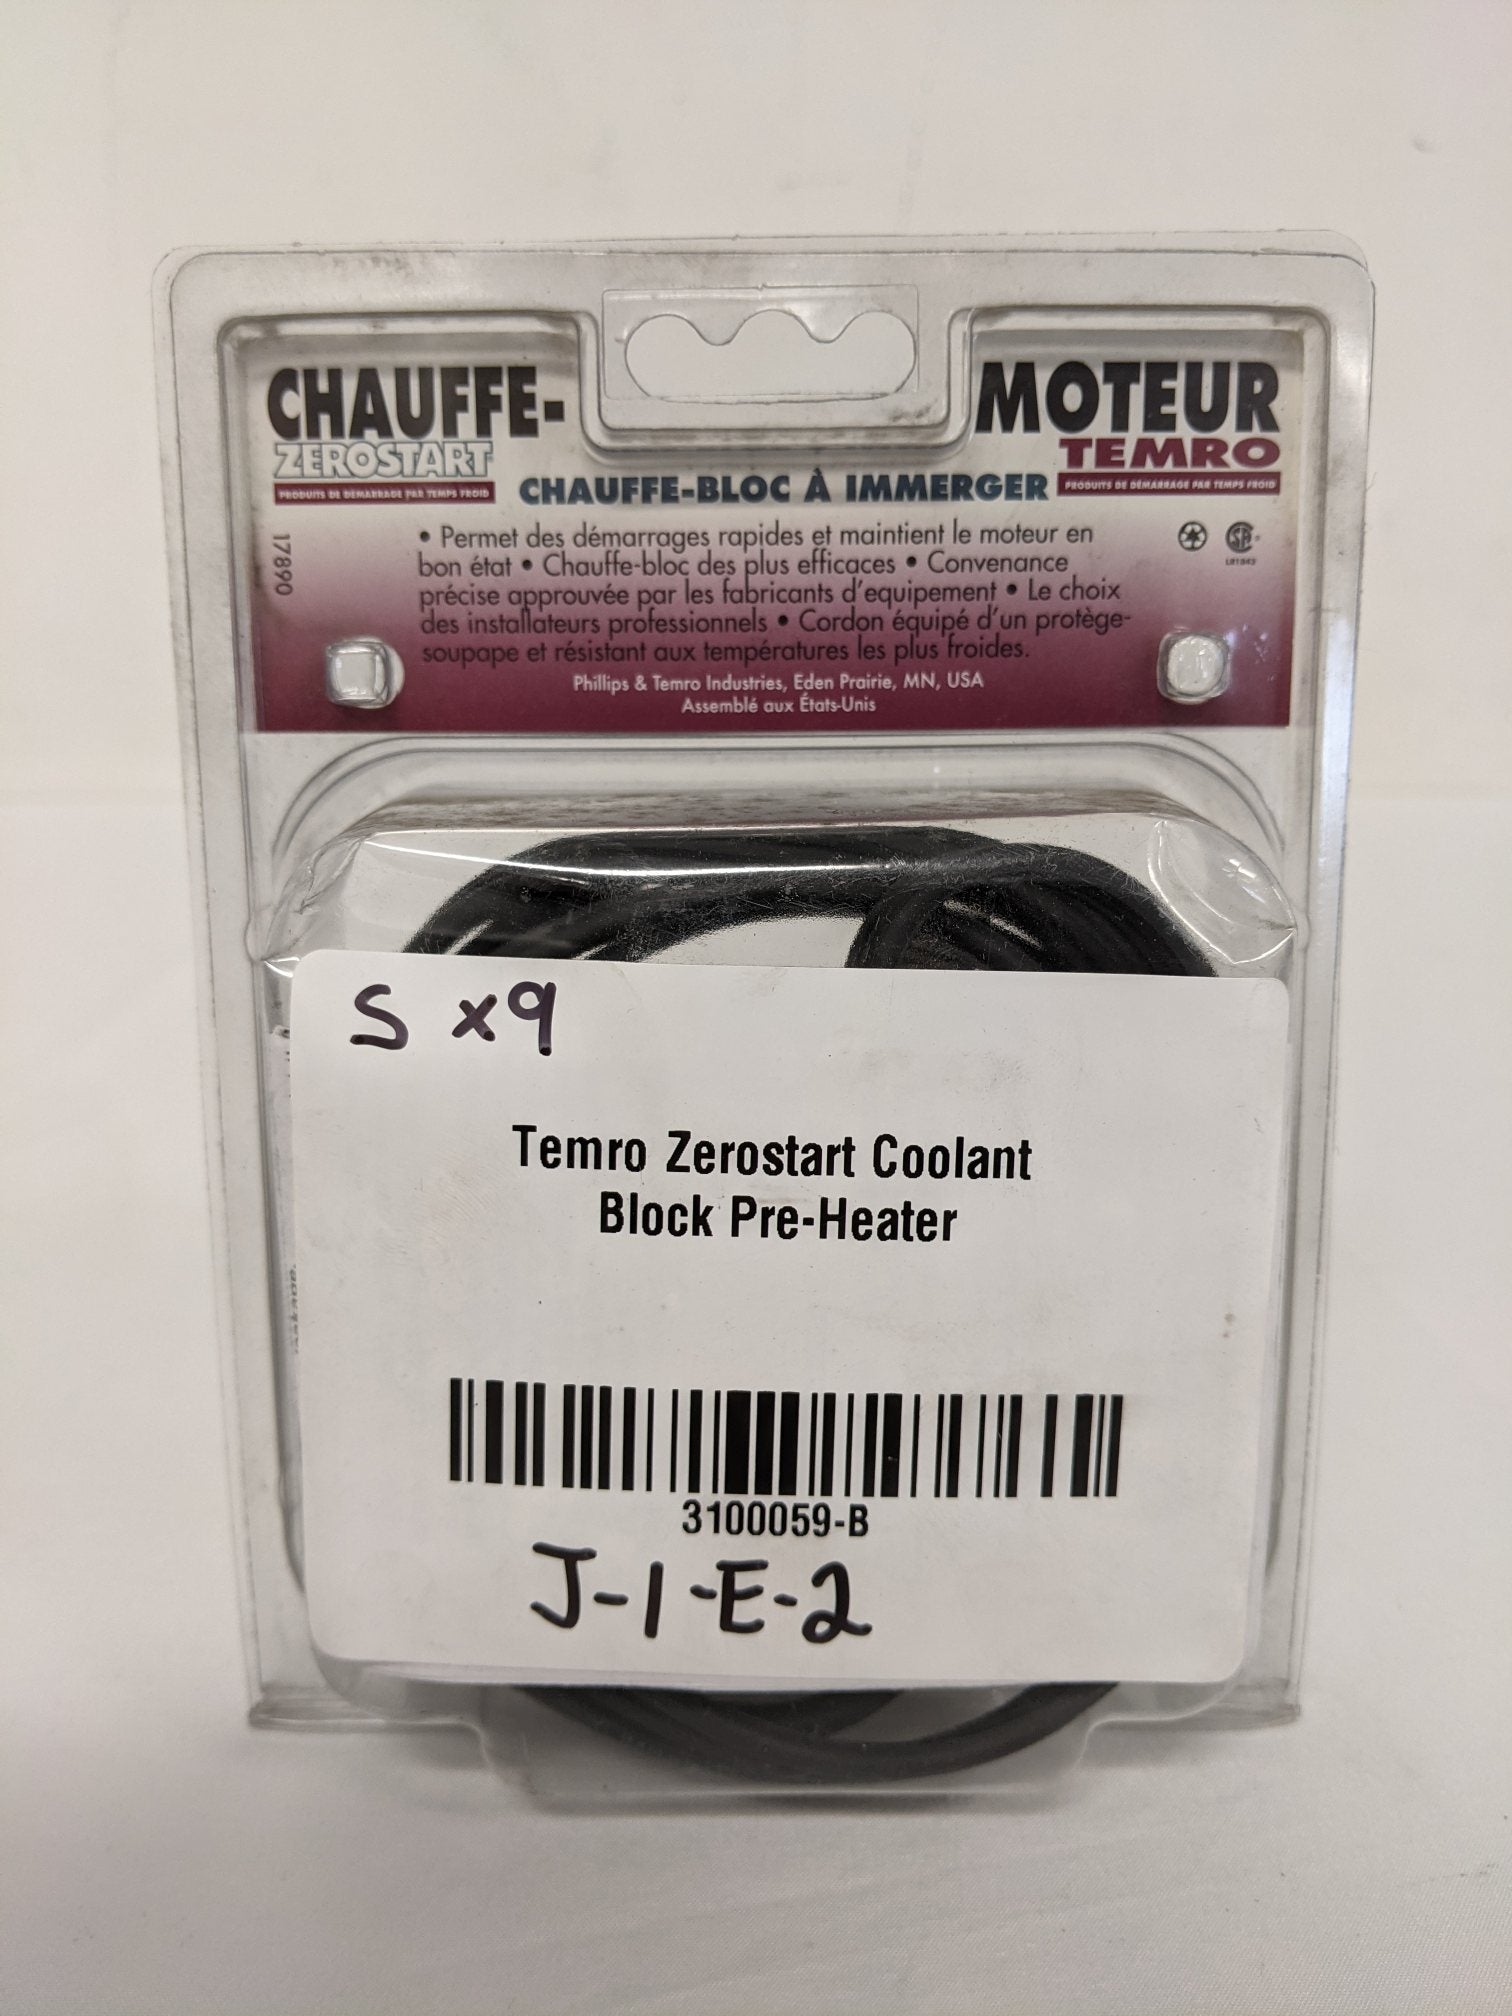 CHAUFFE-
MOTEUR
ZEROSTART
PRODUITS DE DÉMARRAGE PAR TEMPS FROID
TEMRO
PRODUITS DE DÉMARRAGE PAR TEMPS FROID
CHAUFFE-BLOC À IMMERGER
17890
• Permet des démarrages rapides et maintient le moteur en
bon état • Chauffe-bloc des plus efficaces • Convenance
précise approuvée par les fabricants d'equipement • Le choix
des installateurs professionnels • Cordon équipé d'un protège-
soupape et résistant aux températures les plus froides.
Phillips & Temro Industries, Eden Prairie, MN, USA
Assemblé aux États-Unis
S x9
Temro Zerostart Coolant
Block Pre-Heater
3100059-B
J-1-E-2